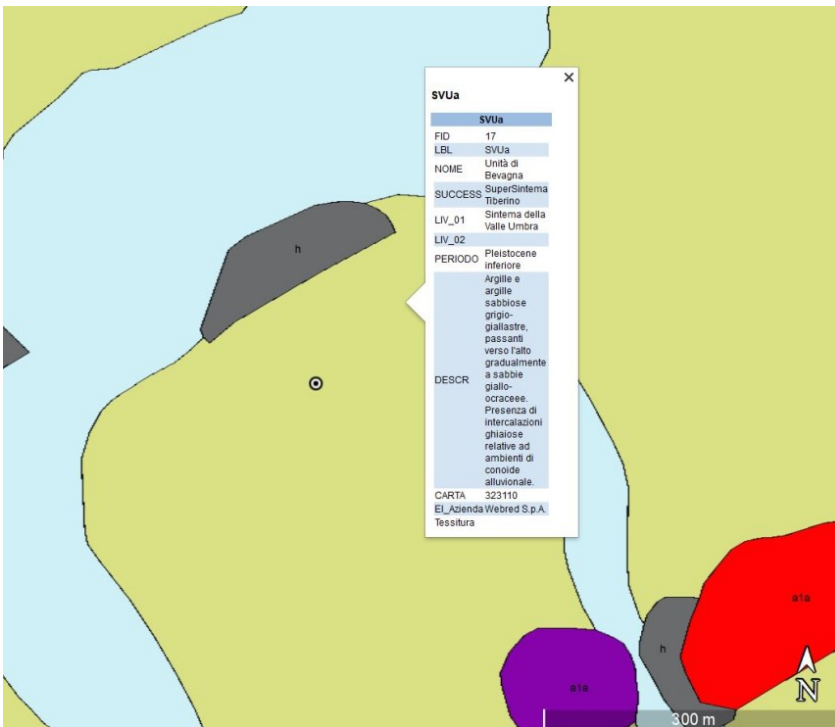 SVUa
SVUa
FID 17
LBL SVUa
NOME Unità di
Bevagna
SUCCESS SuperSintema
Tiberino
LIV_01 Sintema della
Valle Umbra
LIV_02
PERIODO Pleistocene
inferiore
DESCR Argille e
argille
sabbiose
grigio-
giallastre,
passanti
verso l'alto
gradualmente
a sabbie
giallo-
ocraceee.
Presenza di
intercalazioni
ghiaiose
relative ad
ambienti di
conoide
alluvionale.
CARTA 323110
El_Azienda Webred S.p.A.
Tessitura
h
a1a
h
a1e
N
300 m